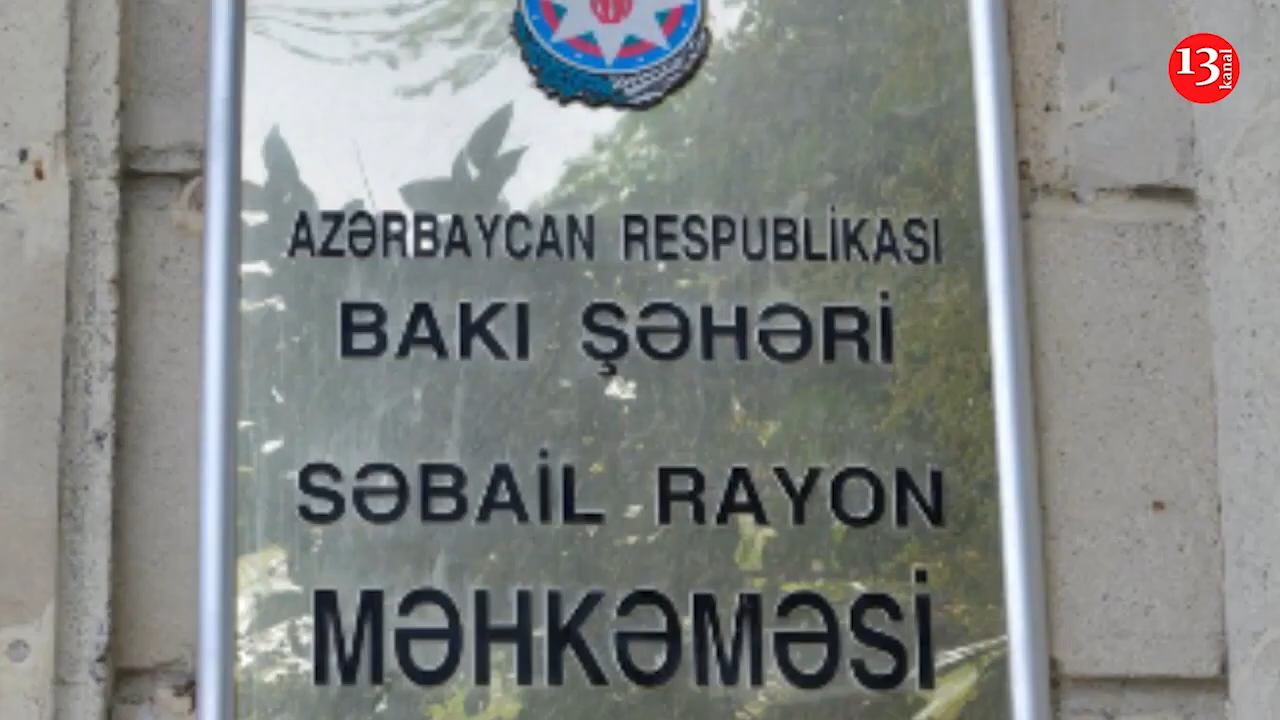 13 kanal
AZƏRBAYCAN RESPUBLİKASI
BAKI ŞƏHƏRİ
SƏBAİL RAYON
MƏHKƏMƏSİ